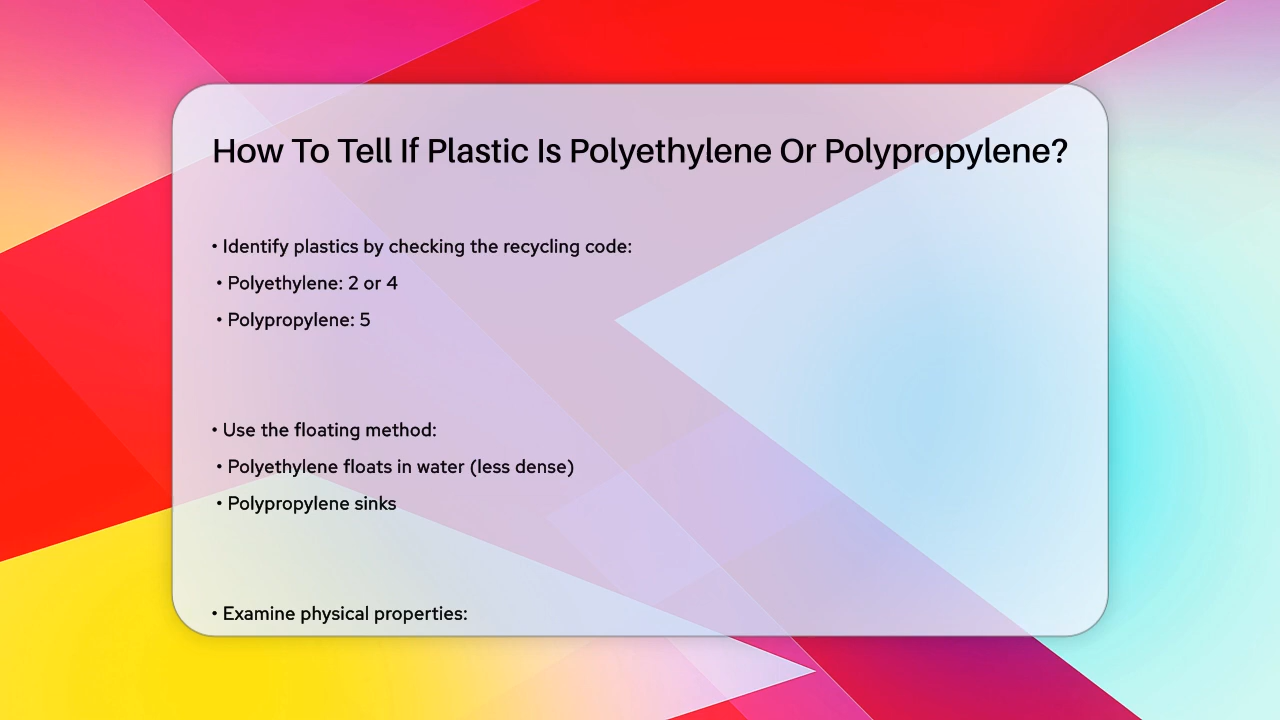 How To Tell If Plastic Is Polyethylene Or Polypropylene?
• Identify plastics by checking the recycling code:
• Polyethylene: 2 or 4
• Polypropylene: 5
• Use the floating method:
• Polyethylene floats in water (less dense)
• Polypropylene sinks
• Examine physical properties: